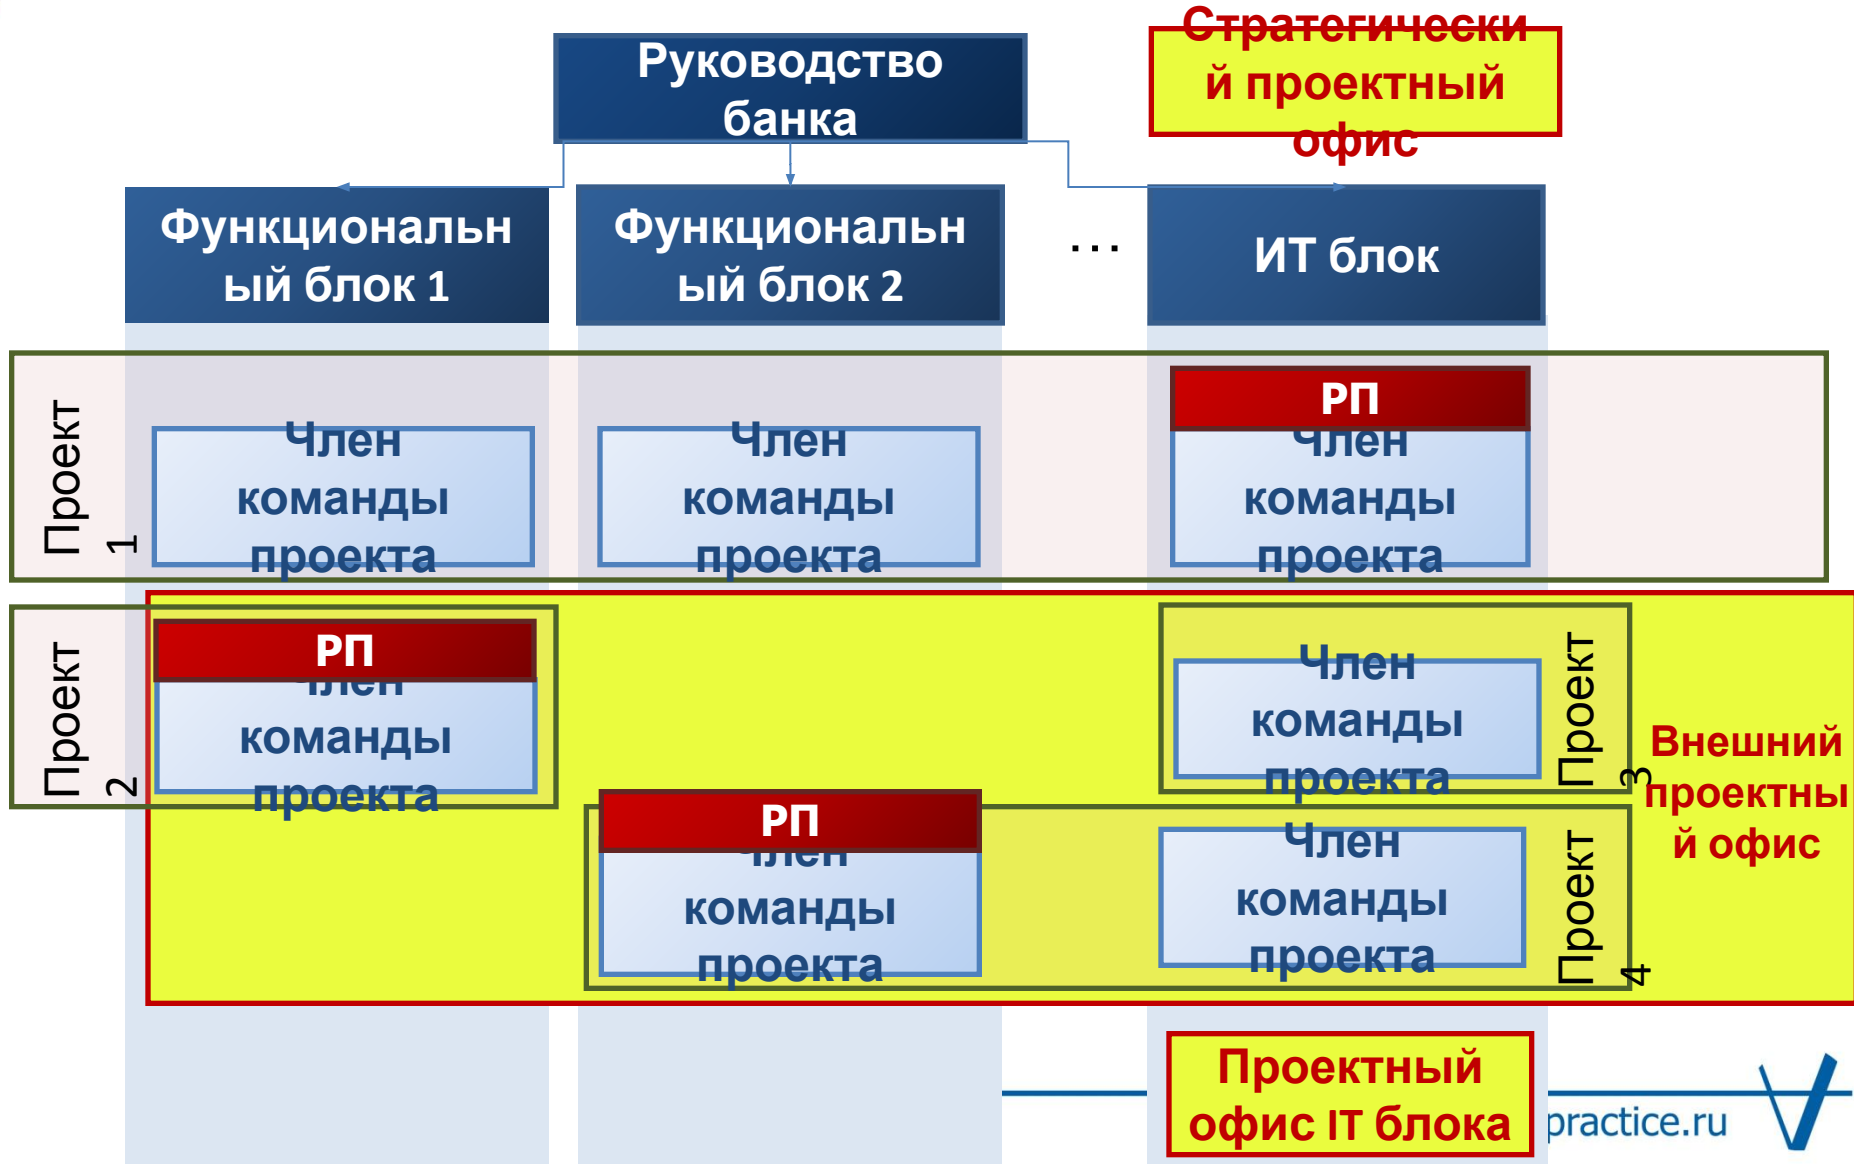 Стратегически
й проектный
офис
Руководство
банка
Функциональн
ый блок 1
Функциональн
ый блок 2
...
ИТ блок
Проект
1
Член
команды
проекта
Член
команды
проекта
РП
Член
команды
проекта
Проект
2
РП
Член
команды
проекта
Член
команды
проекта
Проект
3
Внешний
проектны
й офис
РП
Член
команды
проекта
Член
команды
проекта
Проект
4
Проектный
офис IT блока
practice.ru